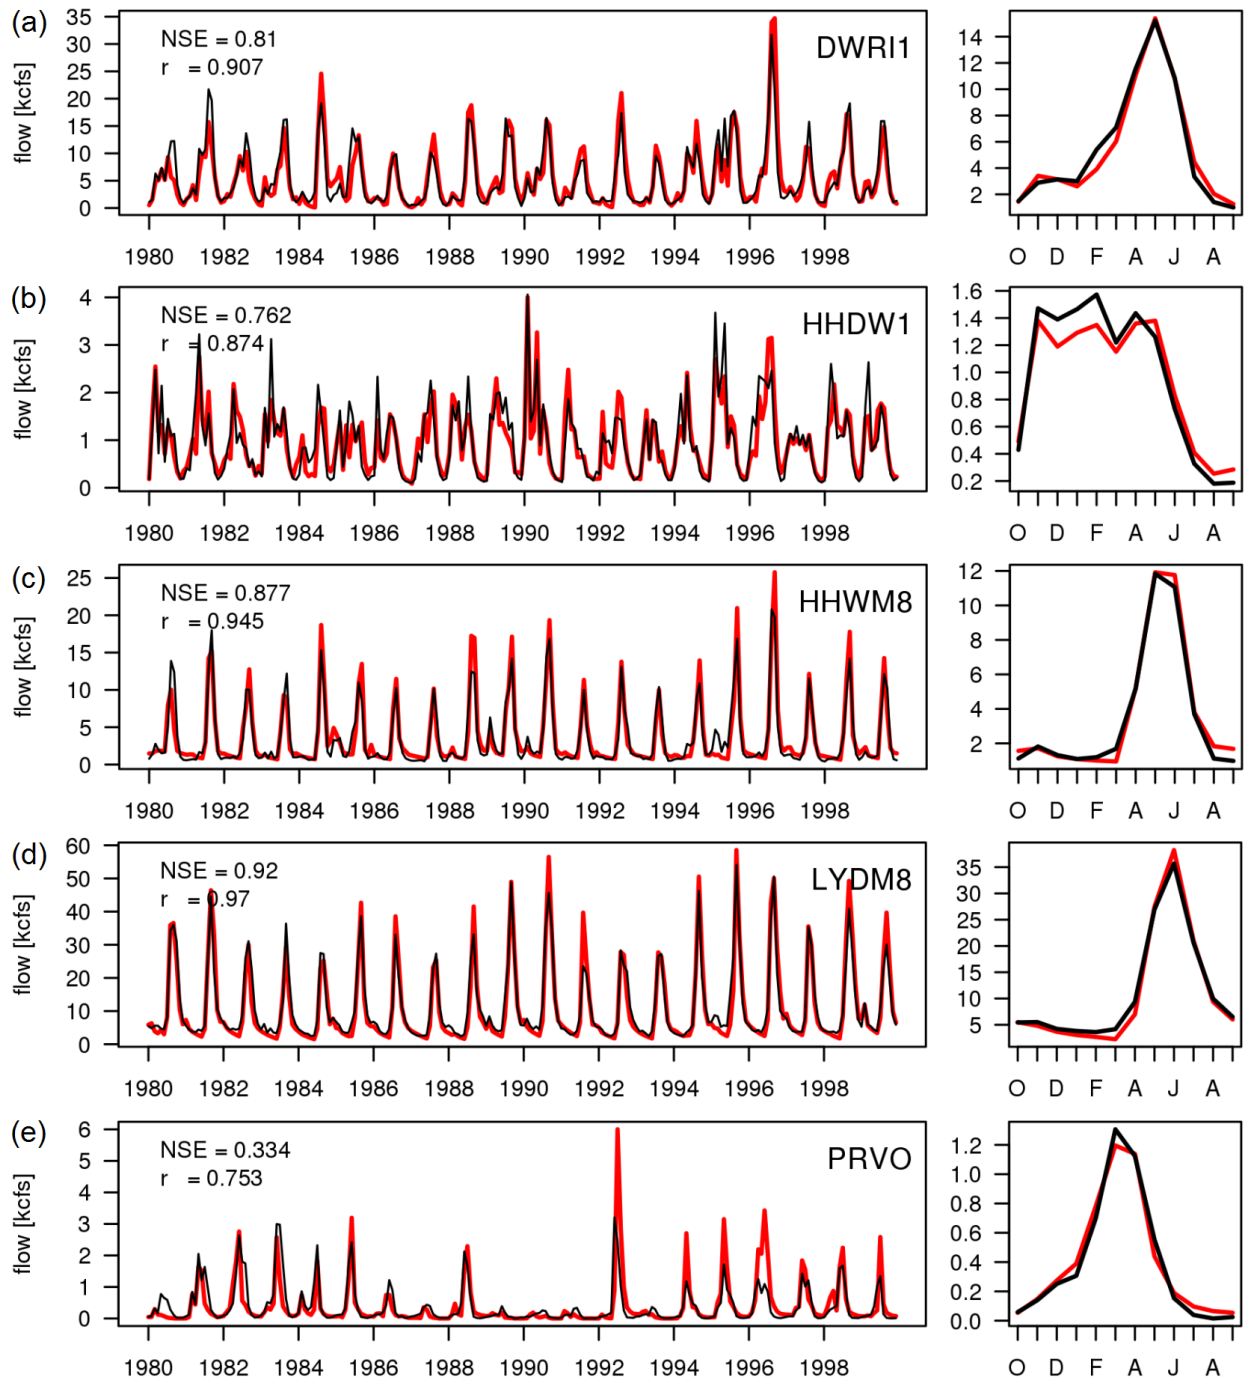 (a)
flow [kcfs]
35
30
25
20
15
10
5
0
NSE = 0.81
r = 0.907
DWRI1
1980 1982 1984 1986 1988 1990 1992 1994 1996 1998
14
12
10
8
6
4
2
O D F A J A
(b)
flow [kcfs]
4
3
2
1
0
NSE = 0.762
r = 0.874
HHDW1
1980 1982 1984 1986 1988 1990 1992 1994 1996 1998
1.6
1.4
1.2
1.0
0.8
0.6
0.4
0.2
O D F A J A
(c)
flow [kcfs]
25
20
15
10
5
0
NSE = 0.877
r = 0.945
HHWM8
1980 1982 1984 1986 1988 1990 1992 1994 1996 1998
12
10
8
6
4
2
O D F A J A
(d)
flow [kcfs]
60
50
40
30
20
10
0
NSE = 0.92
r = 0.97
LYDM8
1980 1982 1984 1986 1988 1990 1992 1994 1996 1998
35
30
25
20
15
10
5
O D F A J A
(e)
flow [kcfs]
6
5
4
3
2
1
0
NSE = 0.334
r = 0.753
PRVO
1980 1982 1984 1986 1988 1990 1992 1994 1996 1998
1.2
1.0
0.8
0.6
0.4
0.2
0.0
O D F A J A